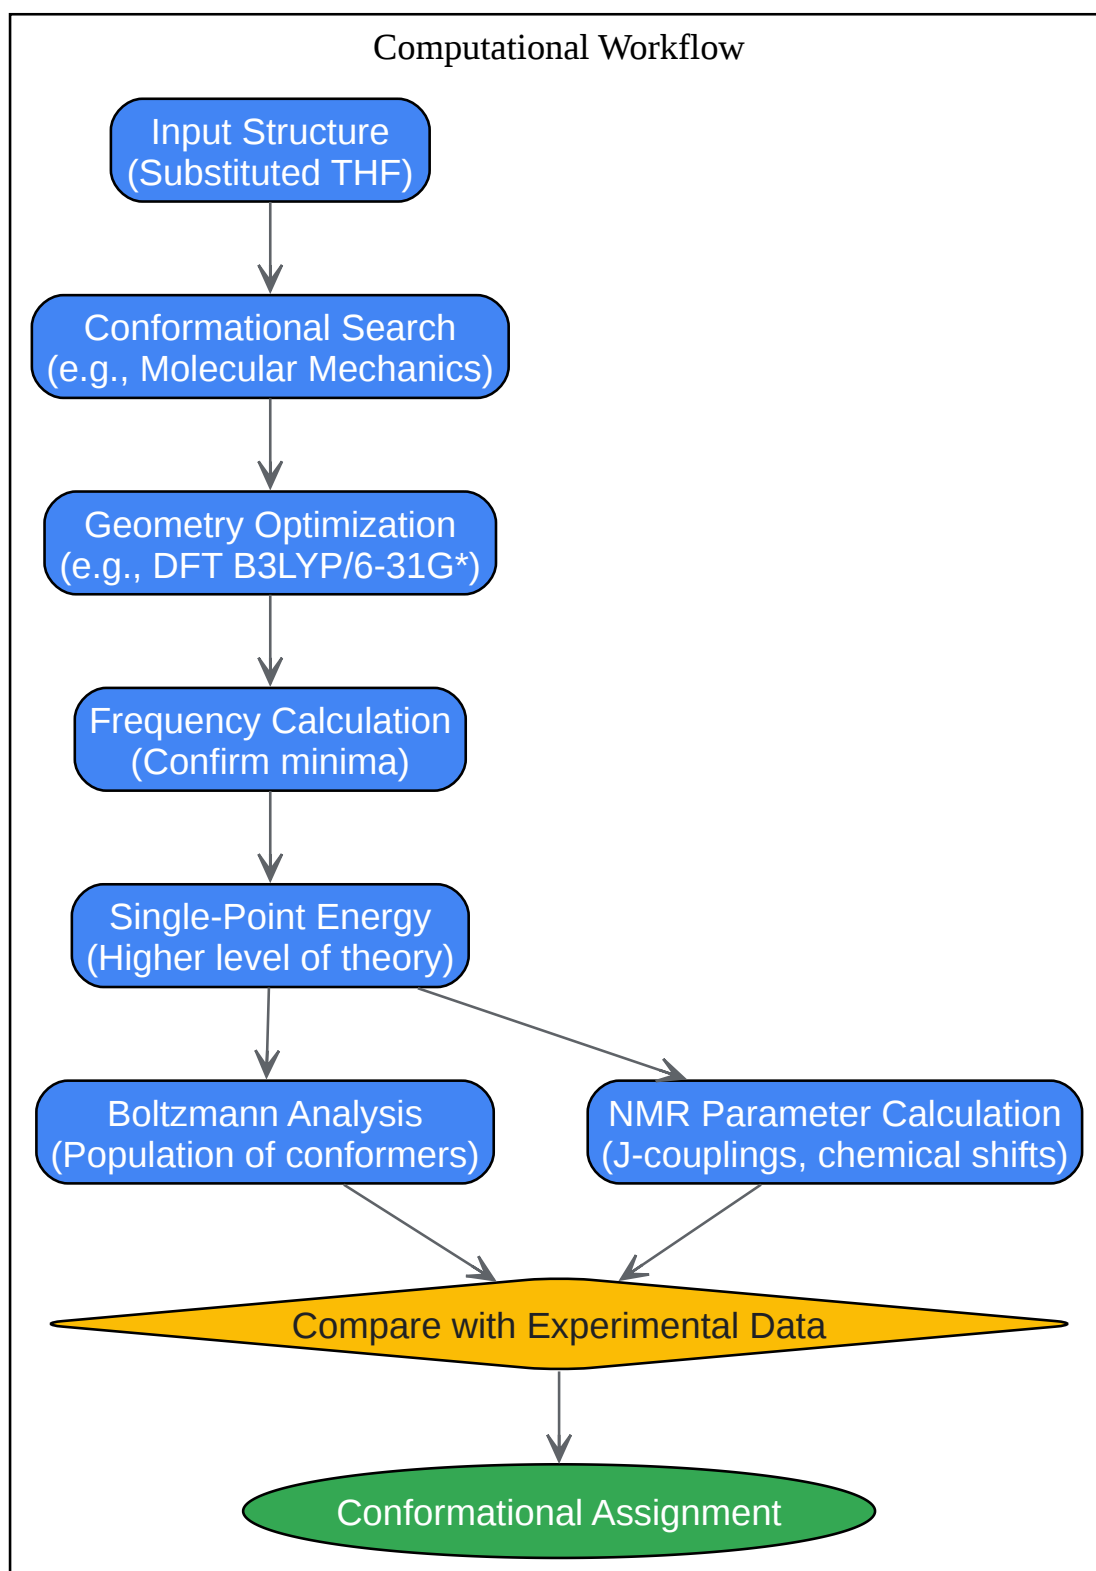 Computational Workflow
Input Structure
(Substituted THF)
Conformational Search
(e.g., Molecular Mechanics)
Geometry Optimization
(e.g., DFT B3LYP/6-31G*)
Frequency Calculation
(Confirm minima)
Single-Point Energy
(Higher level of theory)
Boltzmann Analysis
(Population of conformers)
NMR Parameter Calculation
(J-couplings, chemical shifts)
Compare with Experimental Data
Conformational Assignment